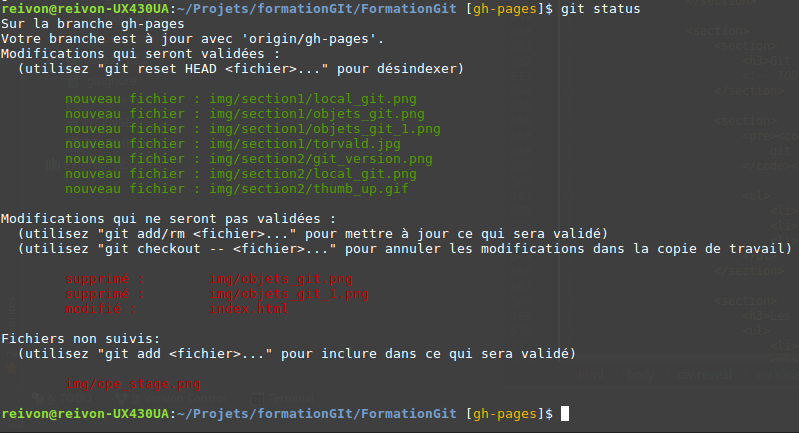 reivon@reivon-UX430UA:~/Projets/formationGIt/FormationGit [gh-pages]$ git status
Sur la branche gh-pages
Votre branche est à jour avec 'origin/gh-pages'.
Modifications qui seront validées :
(utilisez "git reset HEAD <fichier>..." pour désindexer)
nouveau fichier : img/section1/local_git.png
nouveau fichier : img/section1/objets_git.png
nouveau fichier : img/section1/objets_git_1.png
nouveau fichier : img/section1/torvald.jpg
nouveau fichier : img/section2/git_version.png
nouveau fichier : img/section2/local_git.png
nouveau fichier : img/section2/thumb_up.gif
Modifications qui ne seront pas validées :
(utilisez "git add/rm <fichier>..." pour mettre à jour ce qui sera validé)
(utilisez "git checkout -- <fichier>..." pour annuler les modifications dans la copie de travail)
supprimé : img/objets_git.png
supprimé : img/objets_git_1.png
modifié : index.html
Fichiers non suivis:
(utilisez "git add <fichier>..." pour inclure dans ce qui sera validé)
img/ope_stage.png
reivon@reivon-UX430UA:~/Projets/formationGIt/FormationGit [gh-pages]$